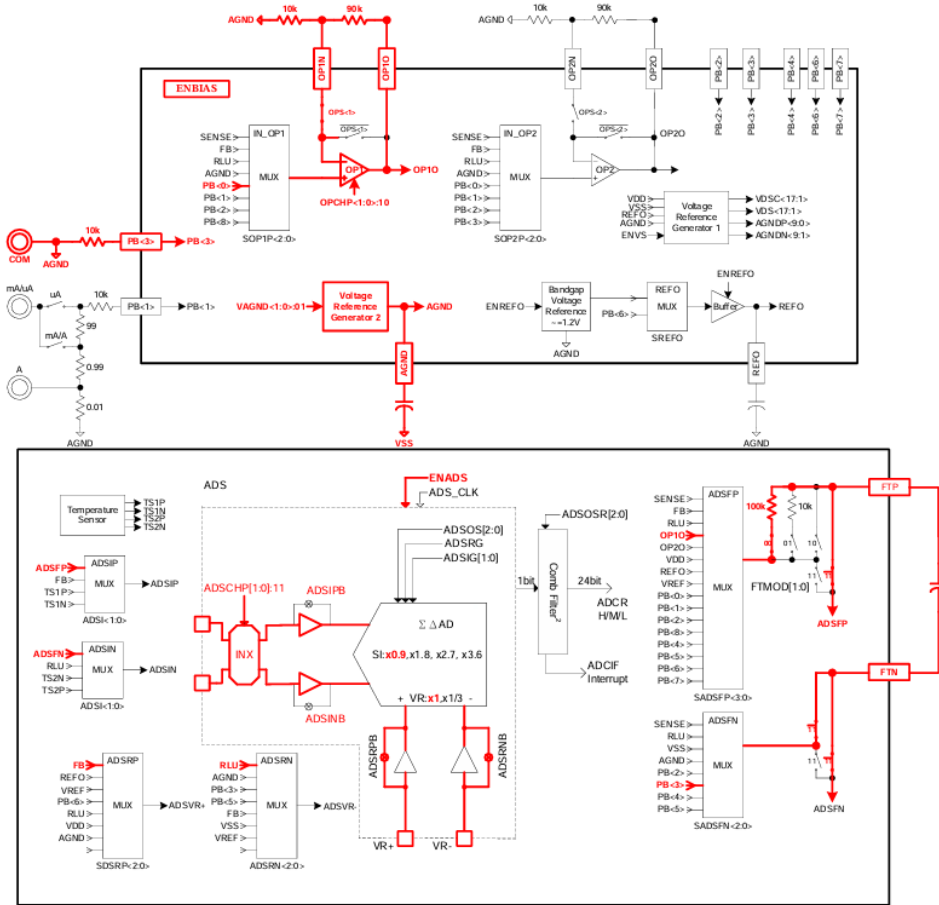 AGND
10k
90k
AGND
10k
90k
OP1N
OP1O
OP2N
OP2O
PB<2>
PB<3>
PB<4>
PB<6>
PB<7>
ENBIAS
PB<2>
PB<3>
PB<4>
PB<6>
PB<7>
OPS<1>
OPS<1>
OPS<2>
OPS<2>
IN_OP1
SENSE
FB
RLU
AGND
PB<0>
PB<1>
PB<2>
PB<8>
MUX
SOP1P<2:0>
OP1
OP1O
OPCHP<1:0>:10
IN_OP2
SENSE
FB
RLU
AGND
PB<0>
PB<1>
PB<2>
PB<3>
MUX
SOP2P<2:0>
OP2
OP2O
VDD
VSS
REFO
AGND
ENVS
Voltage
Reference
Generator 1
VDSC<17:1>
VDS<17:1>
AGNDP<9:0>
AGNDN<9:1>
COM
10k
AGND
PB<3>
PB<3>
mA/uA
uA
10k
PB<1>
PB<1>
99
mA/A
0.99
A
0.01
AGND
VAGND<1:0>:01
Voltage
Reference
Generator 2
AGND
AGND
VSS
ENREFO
Bandgap
Voltage
Reference
~=1.2V
AGND
PB<6>
REFO
MUX
SREFO
ENREFO
Buffer
REFO
REFO
AGND
ADS
ENADS
ADS_CLK
Temperature
Sensor
TS1P
TS1N
TS2P
TS2N
ADSFP
FB
TS1P
TS1N
ADSIP
MUX
ADSIP
ADSI<1:0>
ADSFN
RLU
TS2N
TS2P
ADSIN
MUX
ADSIN
ADSI<1:0>
ADSCHP[1:0]:11
INX
ADSIPB
ADSINB
ADSOS[2:0]
ADSRG
ADSIG[1:0]
Σ Δ AD
SI:x0.9, x1.8, x2.7, x3.6
+ VR:x1,x1/3 -
ADSRPB
ADSRNB
VR+
VR-
ADSOSR[2:0]
1bit
Comb Filter²
24bit
ADCR
H/M/L
ADCIF
Interrupt
FB
REFO
VREF
PB<6>
RLU
VDD
AGND
ADSRP
MUX
ADSVR+
SDSRP<2:0>
RLU
AGND
PB<3>
PB<5>
FB
VSS
VREF
ADSRN
MUX
ADSVR-
ADSRN<2:0>
SENSE
FB
RLU
OP1O
OP2O
VDD
REFO
VREF
PB<0>
PB<1>
PB<2>
PB<8>
PB<4>
PB<5>
PB<6>
PB<7>
ADSFP
MUX
SADSFP<3:0>
100k
10k
00
01
10
11
11
FTMOD[1:0]
ADSFP
FTP
FTN
SENSE
RLU
VSS
AGND
PB<2>
PB<3>
PB<4>
PB<5>
ADSFN
MUX
SADSFN<2:0>
11
11
11
ADSFN